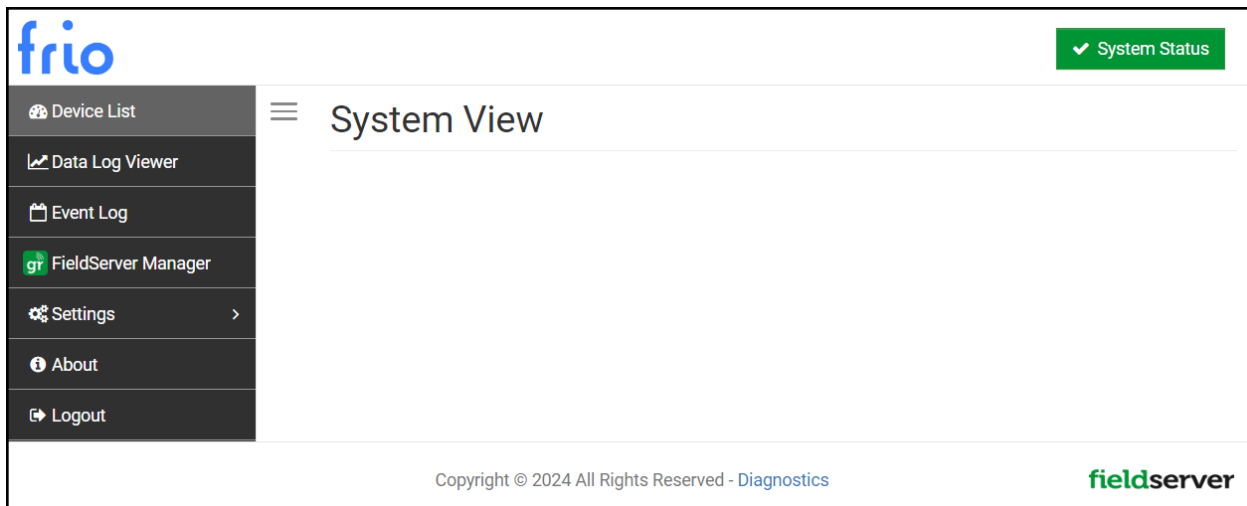 frio
System Status
Device List
System View
Data Log Viewer
Event Log
gr FieldServer Manager
Settings
About
Logout
Copyright © 2024 All Rights Reserved - Diagnostics
fieldserver